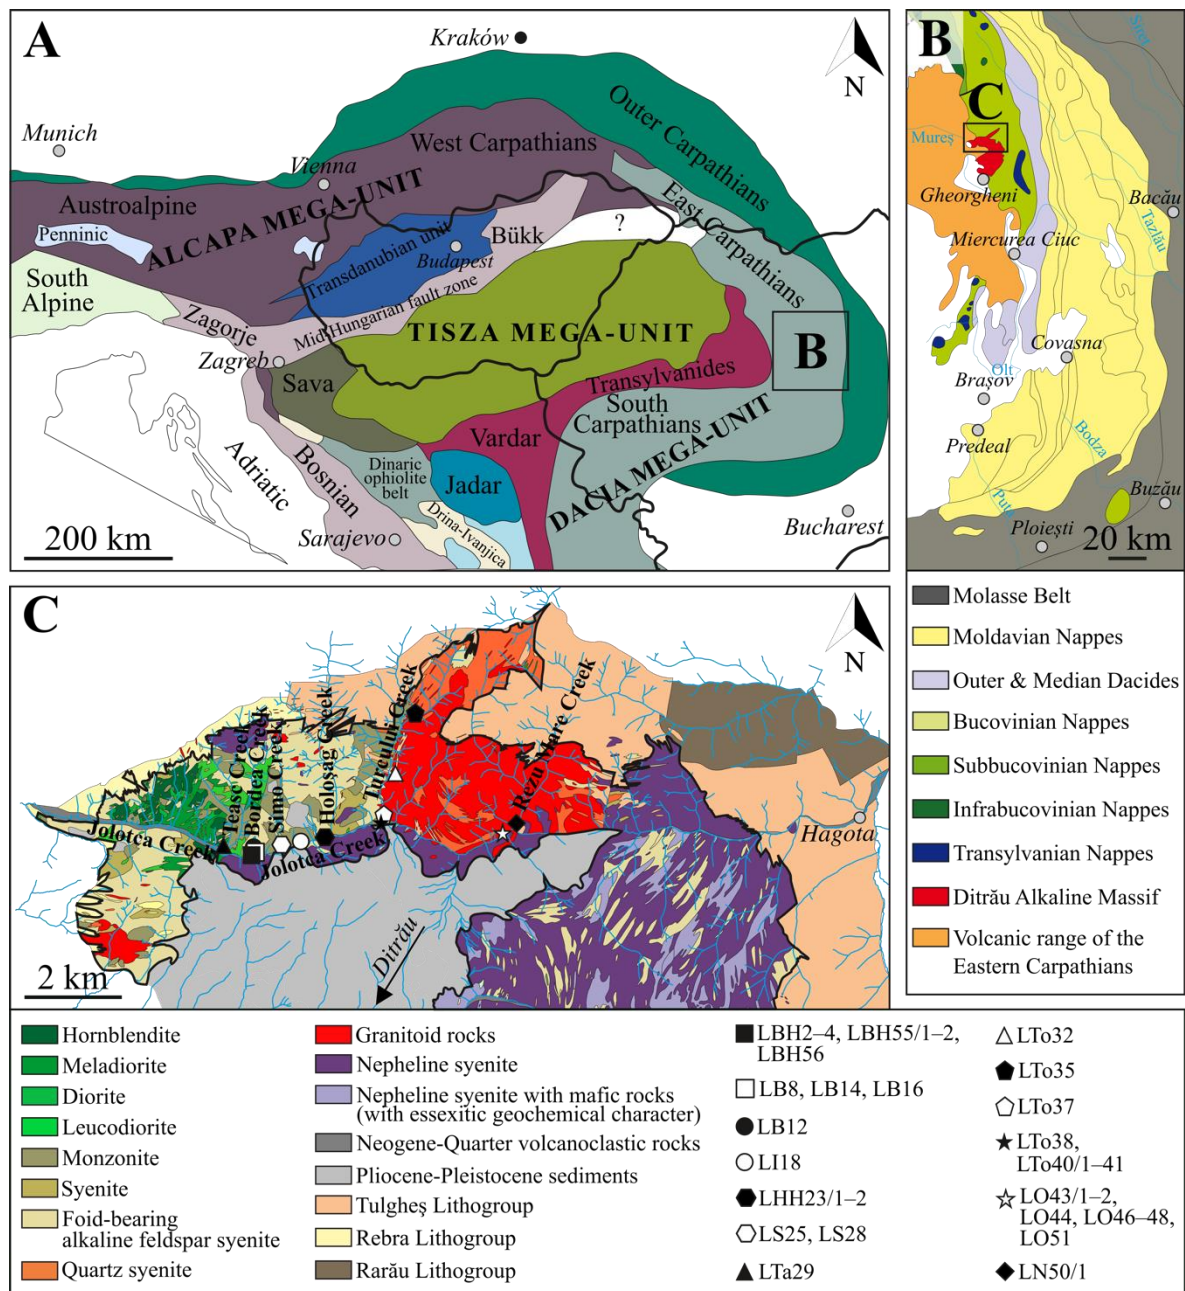 A
Kraków
N
Munich
Outer Carpathians
West Carpathians
Vienna
Austroalpine
ALCAPA MEGA-UNIT
East Carpathians
Penninic
?
Bükk
Transdanubian unit
Budapest
South
Alpine
Mid-Hungarian fault zone
Zagorje
TISZA MEGA-UNIT
B
Zagreb
Sava
Transylvanides
South
Carpathians
Vardar
DACIA MEGA-UNIT
Adriatic
Bosnian
Dinaric
ophiolite
belt
Jadar
Drina-Ivanjica
Sarajevo
Bucharest
200 km
B
Siret
C
Mureş
Gheorgheni
Bacău
Tazlău
Miercurea Ciuc
Covasna
Olt
Braşov
Predeal
Bodza
Buzău
Ploieşti
20 km
Molasse Belt
Moldavian Nappes
Outer & Median Dacides
Bucovinian Nappes
Subbucovinian Nappes
Infrabucovinian Nappes
Transylvanian Nappes
Ditrău Alkaline Massif
Volcanic range of the
Eastern Carpathians
C
N
Teasc Creek
Bordea Creek
Simo Creek
Holoşag Creek
Turcului Creek
Rezu Mare Creek
Jolotca Creek
Jolotca Creek
Hagota
Ditrău
2 km
Hornblendite
Meladiorite
Diorite
Leucodiorite
Monzonite
Syenite
Foid-bearing
alkaline feldspar syenite
Quartz syenite
Granitoid rocks
Nepheline syenite
Nepheline syenite with mafic rocks
(with essexitic geochemical character)
Neogene-Quarter volcanoclastic rocks
Pliocene-Pleistocene sediments
Tulgheş Lithogroup
Rebra Lithogroup
Rarău Lithogroup
LBH2–4, LBH55/1–2,
LBH56
LB8, LB14, LB16
LB12
LI18
LHH23/1–2
LS25, LS28
LTa29
LTo32
LTo35
LTo37
LTo38,
LTo40/1–41
LO43/1–2,
LO44, LO46–48,
LO51
LN50/1